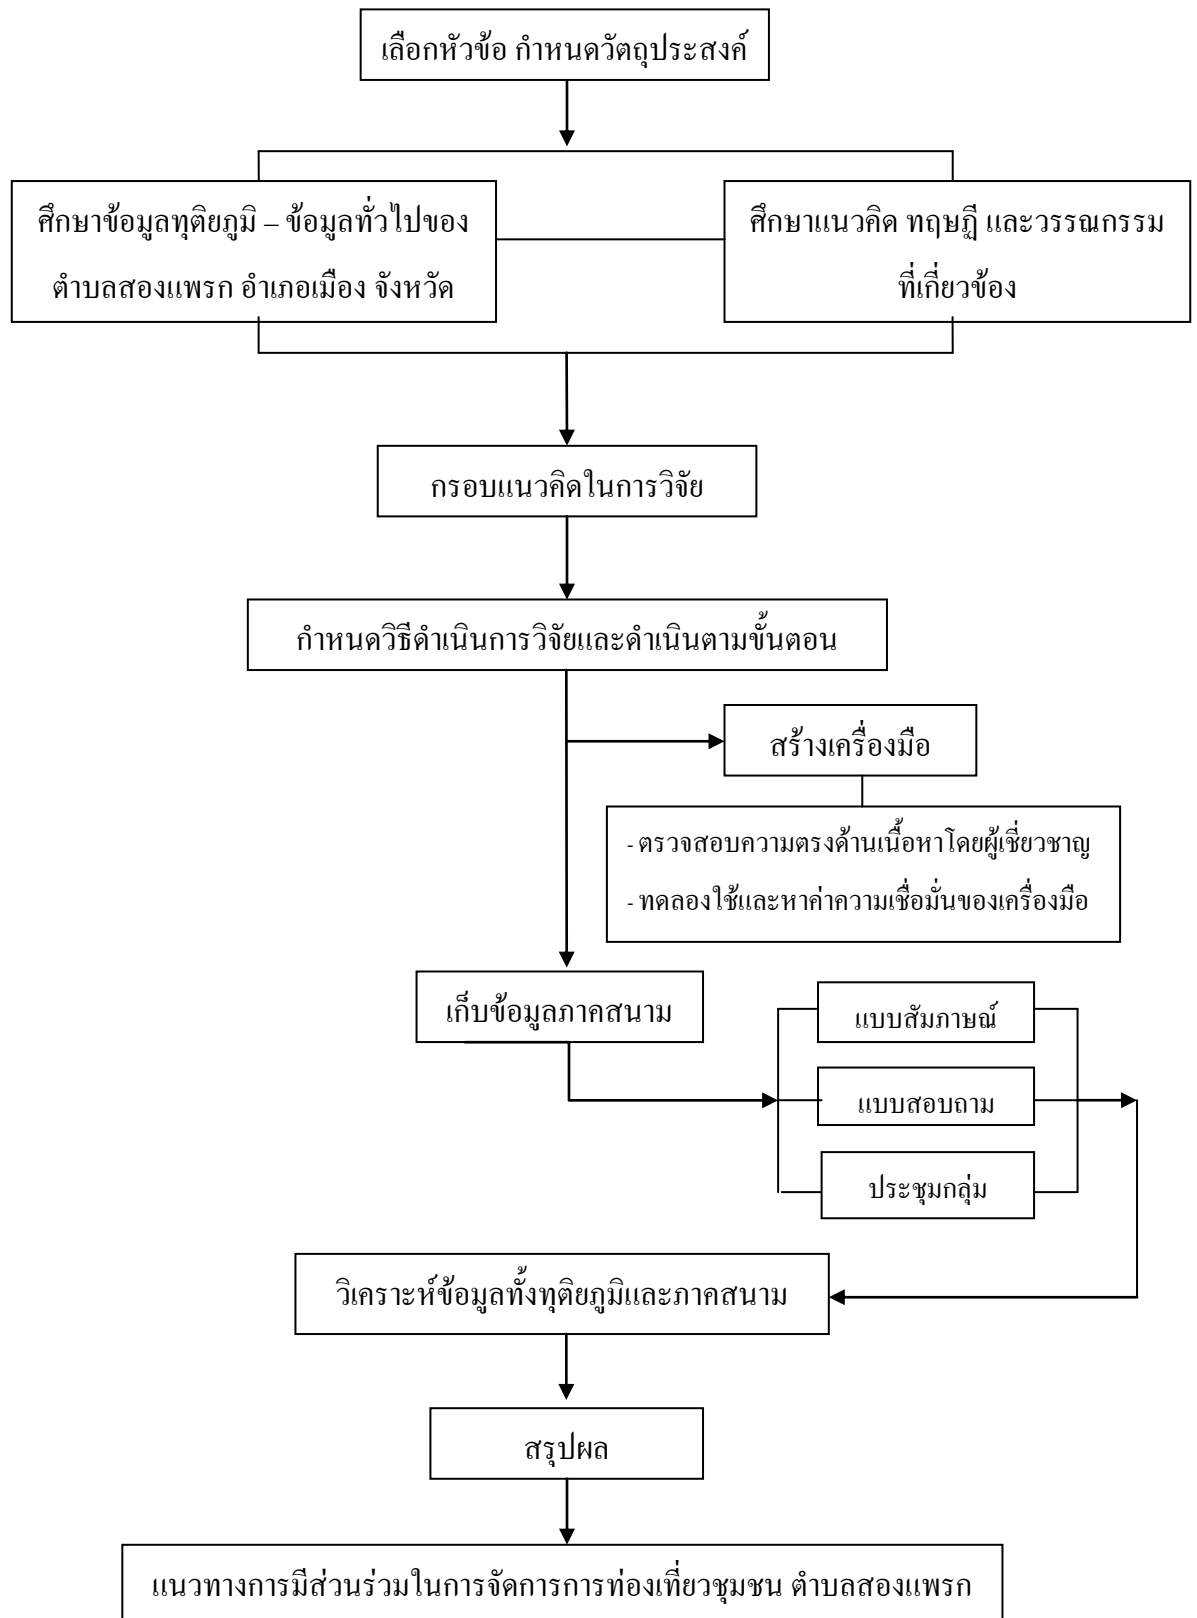 เลือกหัวข้อ กำหนดวัตถุประสงค์
ศึกษาข้อมูลทุติยภูมิ – ข้อมูลทั่วไปของ
ตำบลสองแพรก อำเภอเมือง จังหวัด
ศึกษาแนวคิด ทฤษฎี และวรรณกรรม
ที่เกี่ยวข้อง
กรอบแนวคิดในการวิจัย
กำหนดวิธีดำเนินการวิจัยและดำเนินตามขั้นตอน
สร้างเครื่องมือ
- ตรวจสอบความตรงด้านเนื้อหาโดยผู้เชี่ยวชาญ
- ทดลองใช้และหาค่าความเชื่อมั่นของเครื่องมือ
เก็บข้อมูลภาคสนาม
แบบสัมภาษณ์
แบบสอบถาม
ประชุมกลุ่ม
วิเคราะห์ข้อมูลทั้งทุติยภูมิและภาคสนาม
สรุปผล
แนวทางการมีส่วนร่วมในการจัดการการท่องเที่ยวชุมชน ตำบลสองแพรก